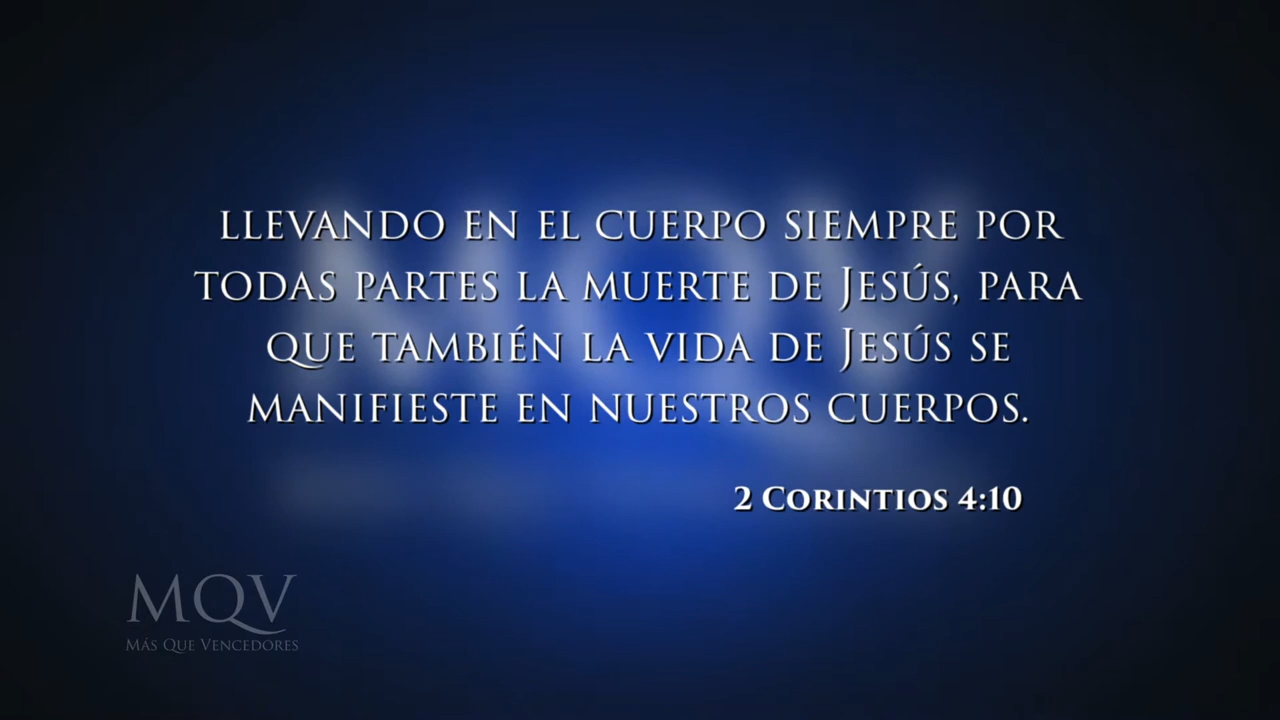 LLEVANDO EN EL CUERPO SIEMPRE POR
TODAS PARTES LA MUERTE DE JESÚS, PARA
QUE TAMBIÉN LA VIDA DE JESÚS SE
MANIFIESTE EN NUESTROS CUERPOS.
2 CORINTIOS 4:10
MQV
MÁS QUE VENCEDORES